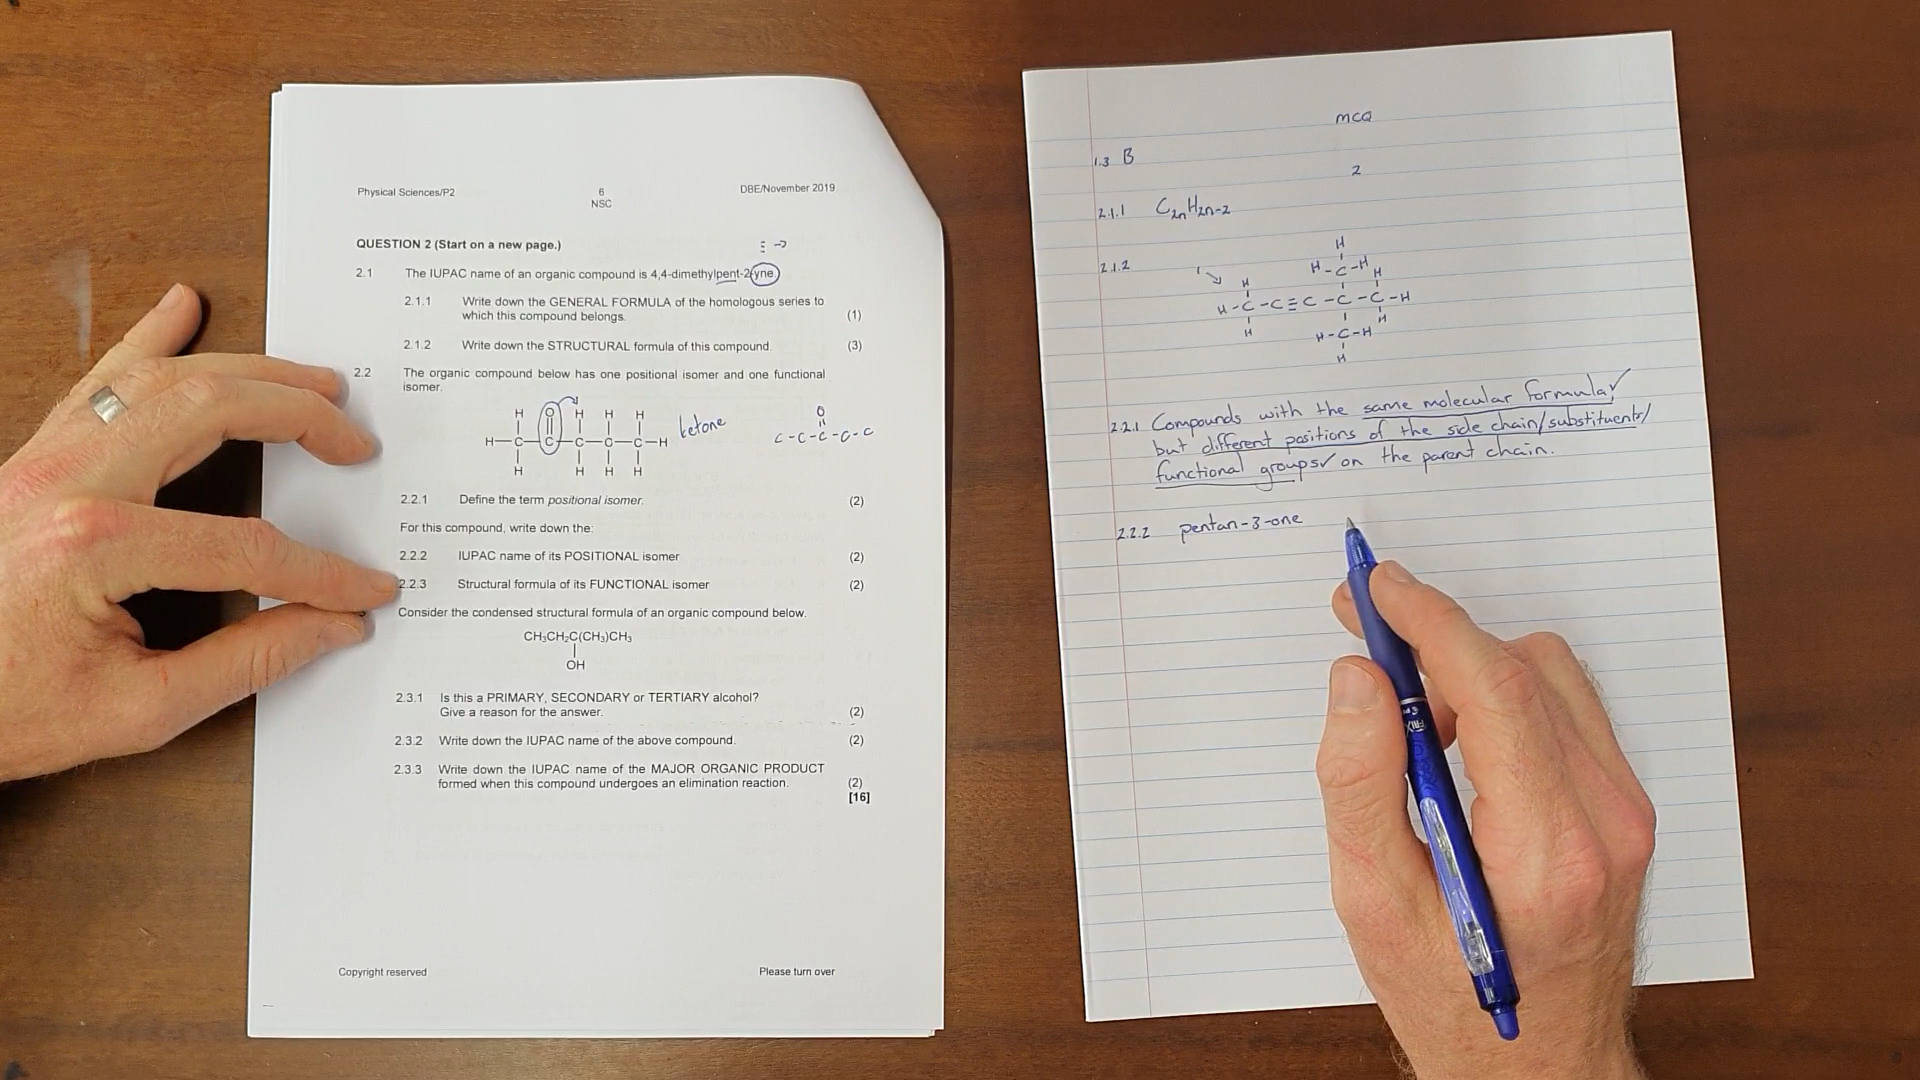 Physical Sciences/P2
6
NSC
DBE/November 2019
QUESTION 2 (Start on a new page.)
⋮ →
2.1 The IUPAC name of an organic compound is 4,4-dimethylpent-2-yne.
2.1.1 Write down the GENERAL FORMULA of the homologous series to
which this compound belongs. (1)
2.1.2 Write down the STRUCTURAL formula of this compound. (3)
2.2 The organic compound below has one positional isomer and one functional
isomer.
H O H H H
H—C—C—C—C—C—H
H H H H
ketone
O
C-C-C-C-C
2.2.1 Define the term positional isomer. (2)
For this compound, write down the:
2.2.2 IUPAC name of its POSITIONAL isomer (2)
2.2.3 Structural formula of its FUNCTIONAL isomer (2)
Consider the condensed structural formula of an organic compound below.
CH₃CH₂C(CH₃)CH₃
OH
2.3.1 Is this a PRIMARY, SECONDARY or TERTIARY alcohol?
Give a reason for the answer. (2)
2.3.2 Write down the IUPAC name of the above compound. (2)
2.3.3 Write down the IUPAC name of the MAJOR ORGANIC PRODUCT
formed when this compound undergoes an elimination reaction. (2)
[16]
Copyright reserved
Please turn over
MCQ
1.3 B
2
2.1.1 C₂ₙH₂ₙ₋₂
2.1.2
H
H-C-H
H H
H-C-C≡C-C-C-H
H H
H-C-H
H
2.2.1 Compounds with the same molecular formula✓
but different positions of the side chain/substituents/
functional groups✓ on the parent chain.
2.2.2 pentan-3-one